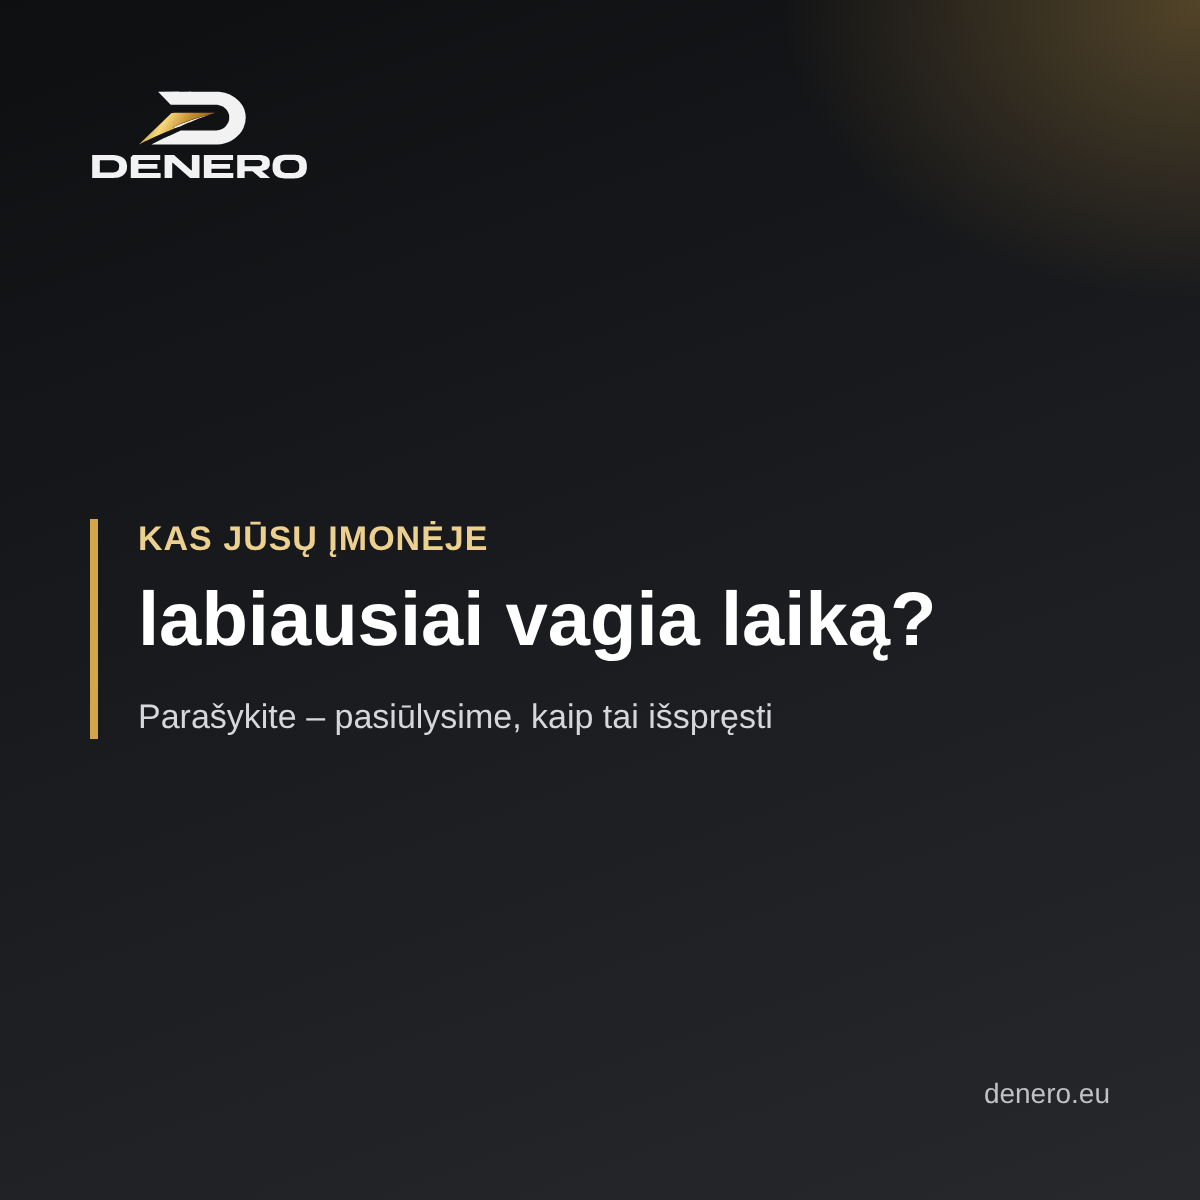 DENERO
KAS JŪSŲ ĮMONĖJE
labiausiai vagia laiką?
Parašykite – pasiūlysime, kaip tai išspręsti
denero.eu